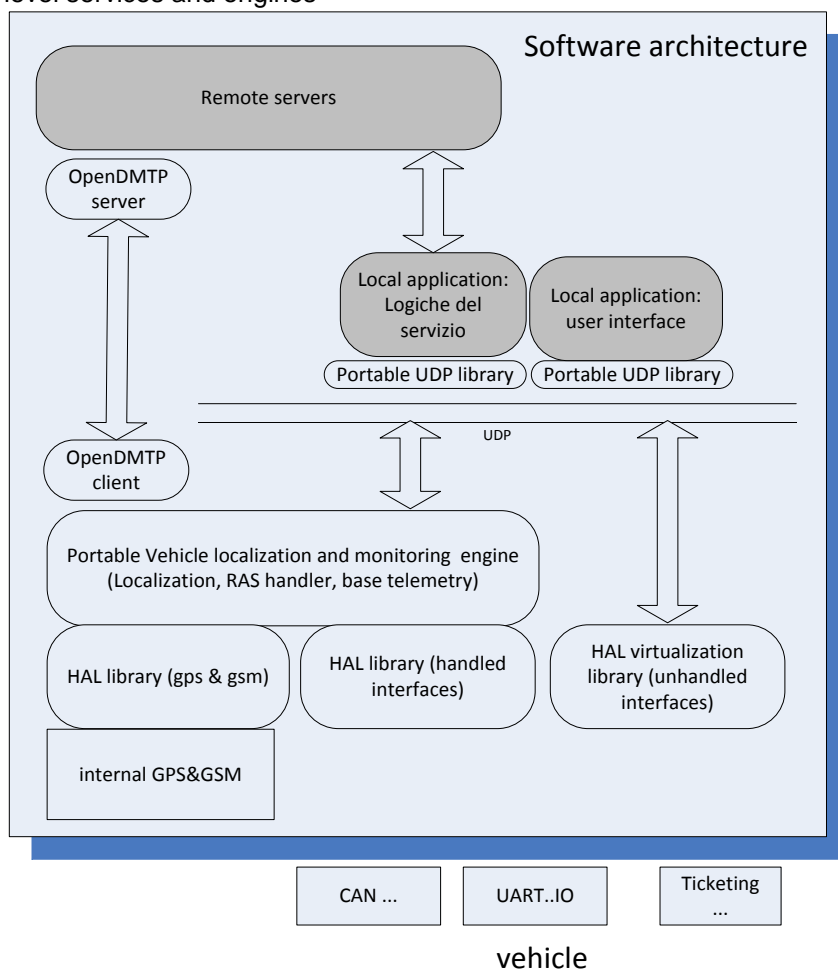 level services and engines
Software architecture
Remote servers
OpenDMTP
server
Local application:
Logiche del
servizio
Local application:
user interface
Portable UDP library
Portable UDP library
UDP
OpenDMTP
client
Portable Vehicle localization and monitoring engine
(Localization, RAS handler, base telemetry)
HAL library (gps & gsm)
HAL library (handled
interfaces)
HAL virtualization
library (unhandled
interfaces)
internal GPS&GSM
CAN ...
UART..IO
Ticketing
...
vehicle